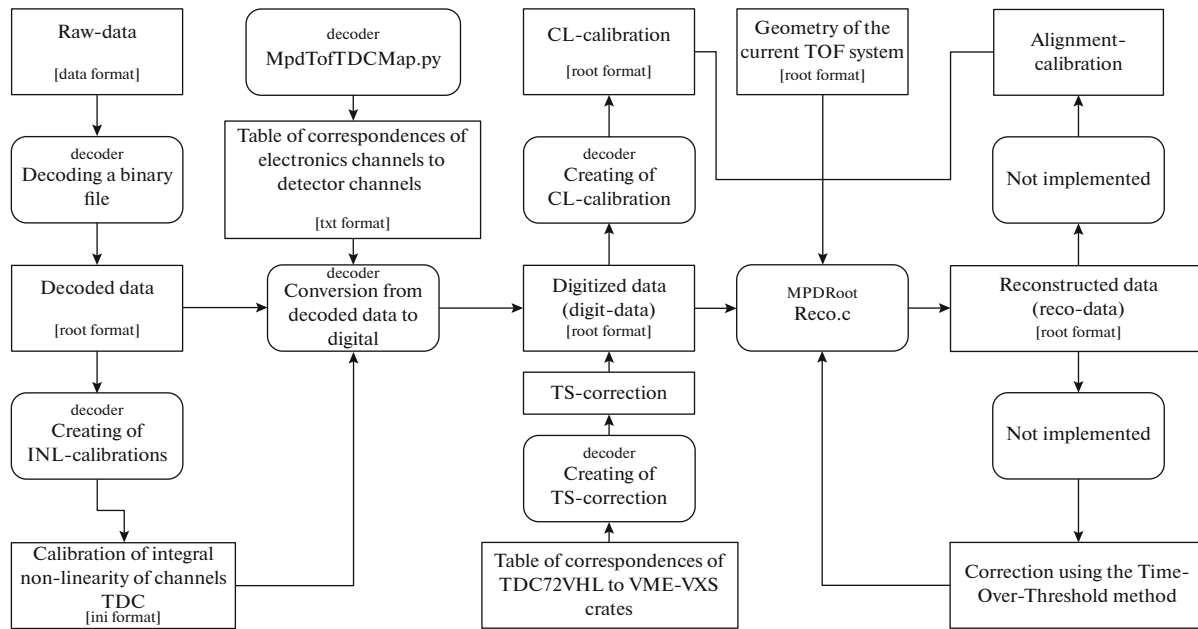 Raw-data
[data format]
decoder
MpdTofTDCMap.py
CL-calibration
[root format]
Geometry of the
current TOF system
[root format]
Alignment-
calibration
decoder
Decoding a binary
file
Table of correspondences of
electronics channels to
detector channels
[txt format]
decoder
Creating of
CL-calibration
Not implemented
Decoded data
[root format]
decoder
Conversion from
decoded data to
digital
Digitized data
(digit-data)
[root format]
MPDRoot
Reco.c
Reconstructed data
(reco-data)
[root format]
decoder
Creating of
INL-calibrations
TS-correction
decoder
Creating of
TS-correction
Not implemented
Calibration of integral
non-linearity of channels
TDC
[ini format]
Table of correspondences of
TDC72VHL to VME-VXS
crates
Correction using the Time-
Over-Threshold method